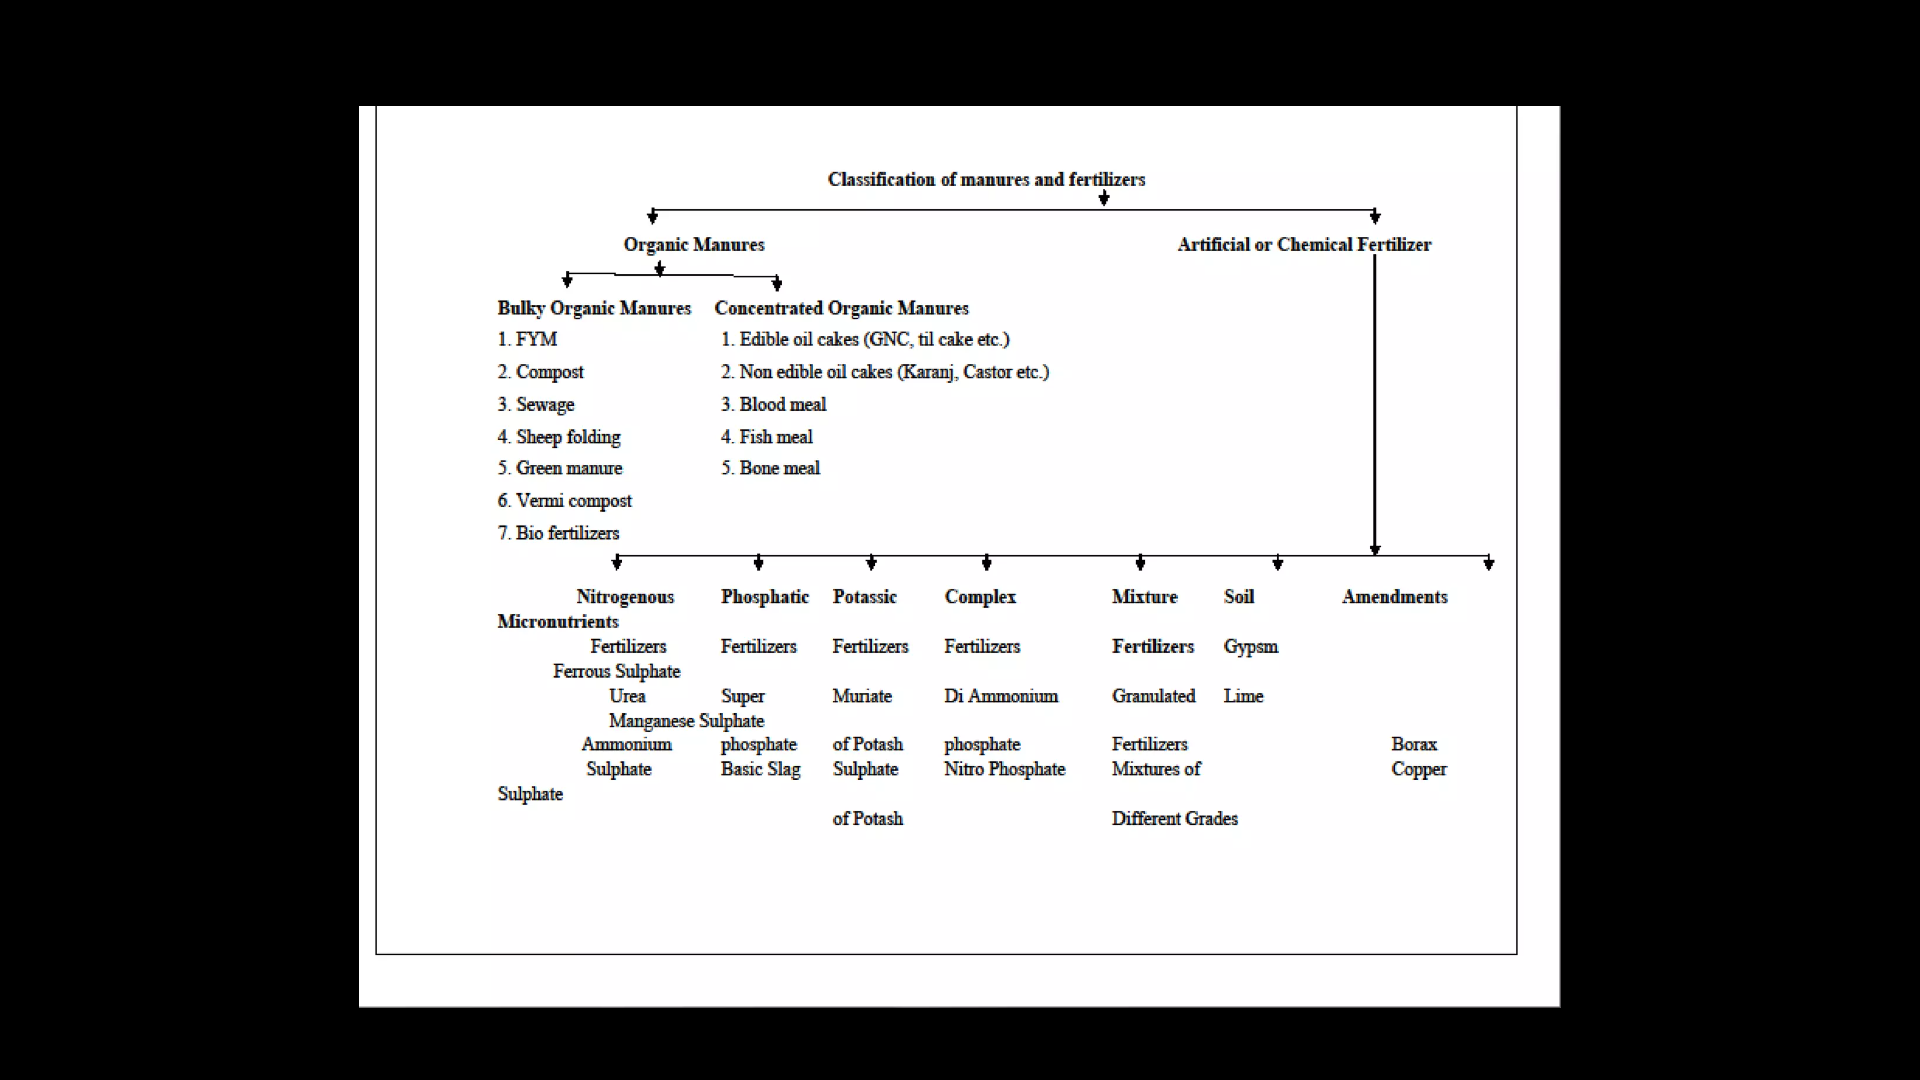 Classification of manures and fertilizers
Organic Manures Artificial or Chemical Fertilizer
Bulky Organic Manures Concentrated Organic Manures
1. FYM 1. Edible oil cakes (GNC, til cake etc.)
2. Compost 2. Non edible oil cakes (Karanj, Castor etc.)
3. Sewage 3. Blood meal
4. Sheep folding 4. Fish meal
5. Green manure 5. Bone meal
6. Vermi compost
7. Bio fertilizers
Nitrogenous Phosphatic Potassic Complex Mixture Soil Amendments
Micronutrients
Fertilizers Fertilizers Fertilizers Fertilizers Fertilizers Gypsm
Ferrous Sulphate
Urea Super Muriate Di Ammonium Granulated Lime
Manganese Sulphate
Ammonium phosphate of Potash phosphate Fertilizers Borax
Sulphate Basic Slag Sulphate Nitro Phosphate Mixtures of Copper
Sulphate
of Potash Different Grades